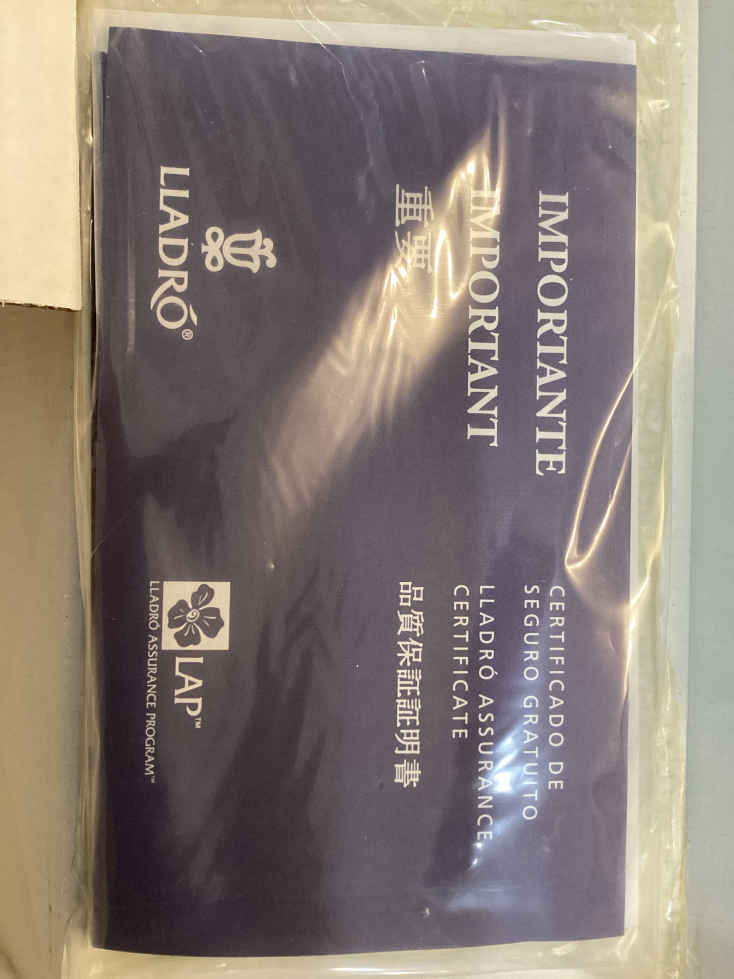 IMPORTANTE
IMPORTANT
重要
CERTIFICADO DE
SEGURO GRATUITO
LLADRÓ ASSURANCE
CERTIFICATE
品質保証証明書
LLADRÓ®
LAP™
LLADRÓ ASSURANCE PROGRAM™